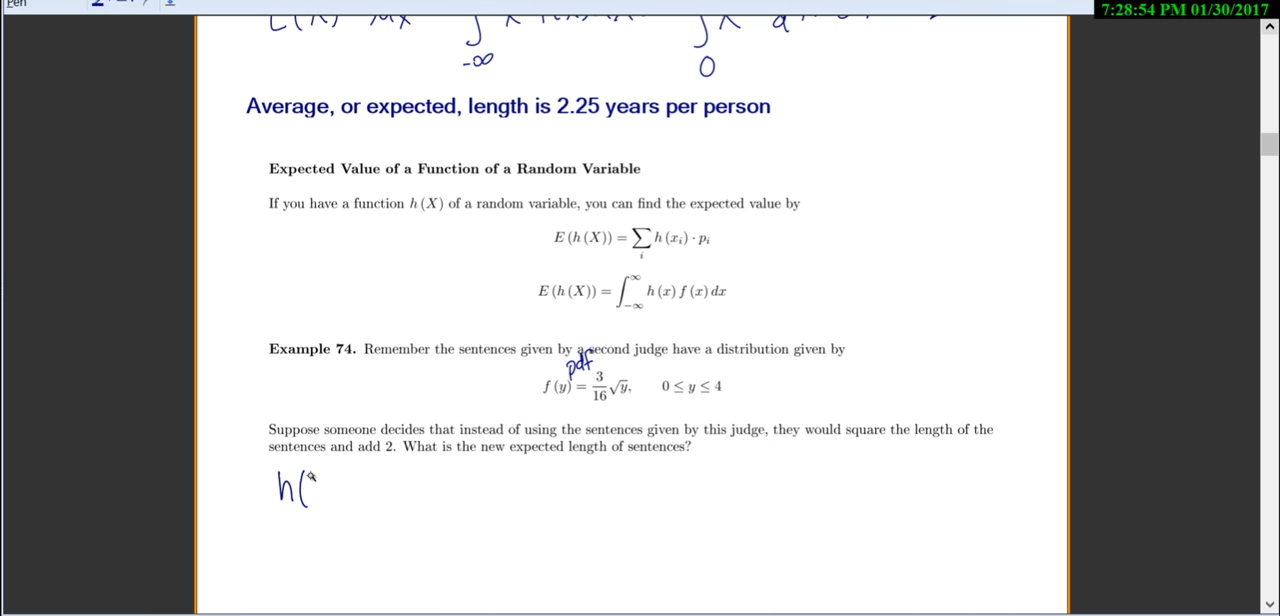 Pen
7:28:54 PM 01/30/2017
-∞ 0
Average, or expected, length is 2.25 years per person
Expected Value of a Function of a Random Variable
If you have a function h (X) of a random variable, you can find the expected value by
E (h (X)) = ∑ᵢ h (xᵢ) · pᵢ
E (h (X)) = ∫_{-∞}^{∞} h (x) f (x) dx
Example 74. Remember the sentences given by a second judge have a distribution given by
pdf
f (y) = 3/16 √y, 0 ≤ y ≤ 4
Suppose someone decides that instead of using the sentences given by this judge, they would square the length of the
sentences and add 2. What is the new expected length of sentences?
h(